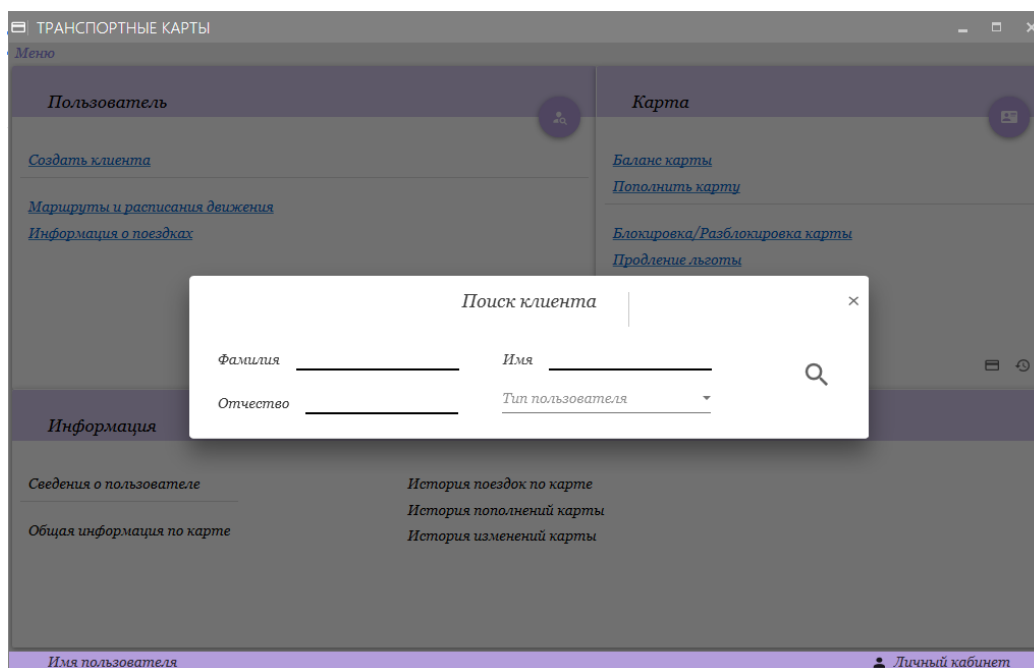 ТРАНСПОРТНЫЕ КАРТЫ
Меню
Пользователь
Создать клиента
Маршруты и расписания движения
Информация о поездках
Карта
Баланс карты
Пополнить карту
Блокировка/Разблокировка карты
Продление льготы
Поиск клиента
Фамилия
Имя
Отчество
Тип пользователя
Информация
Сведения о пользователе
Общая информация по карте
История поездок по карте
История пополнений карты
История изменений карты
Имя пользователя
Личный кабинет